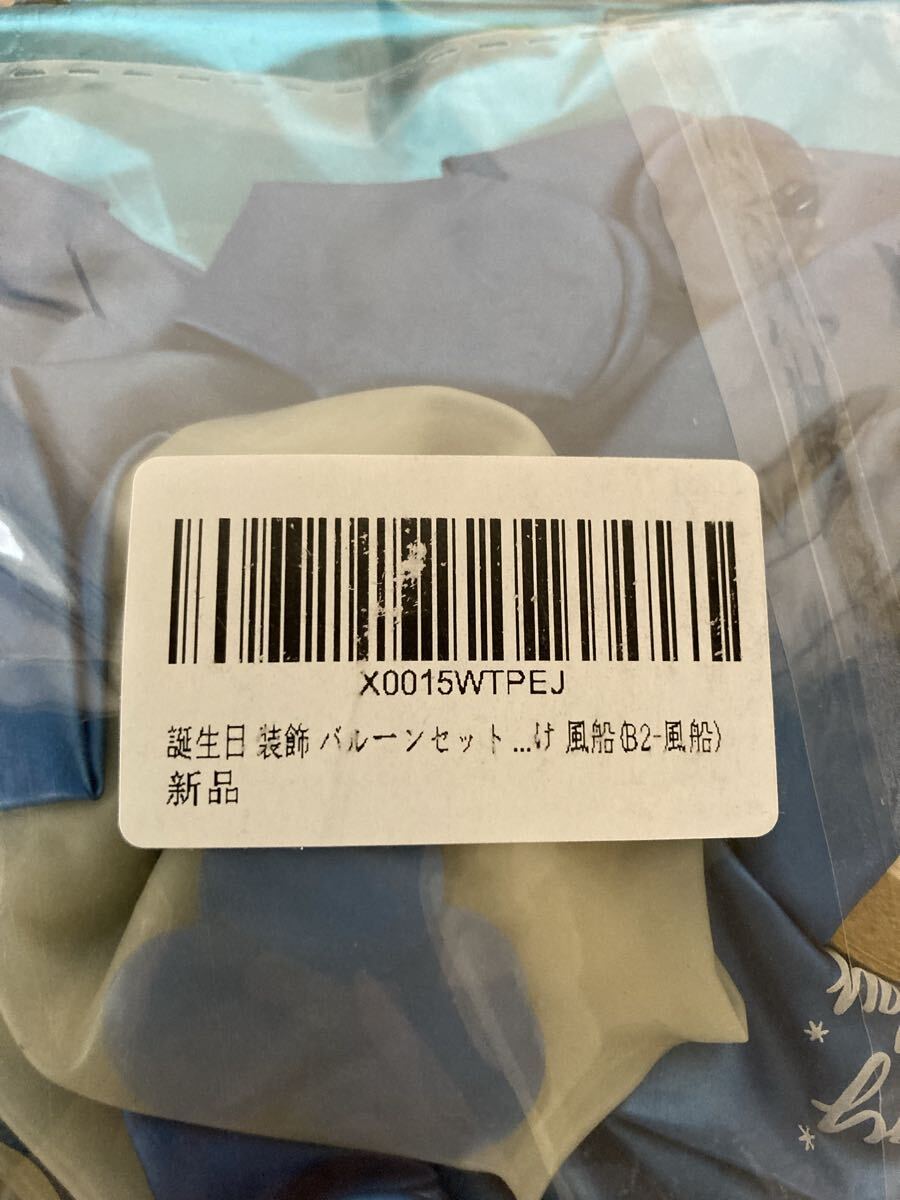 X0015WTPEJ
誕生日 装飾 バルーンセット ...け 風船(B2-風船)
新品